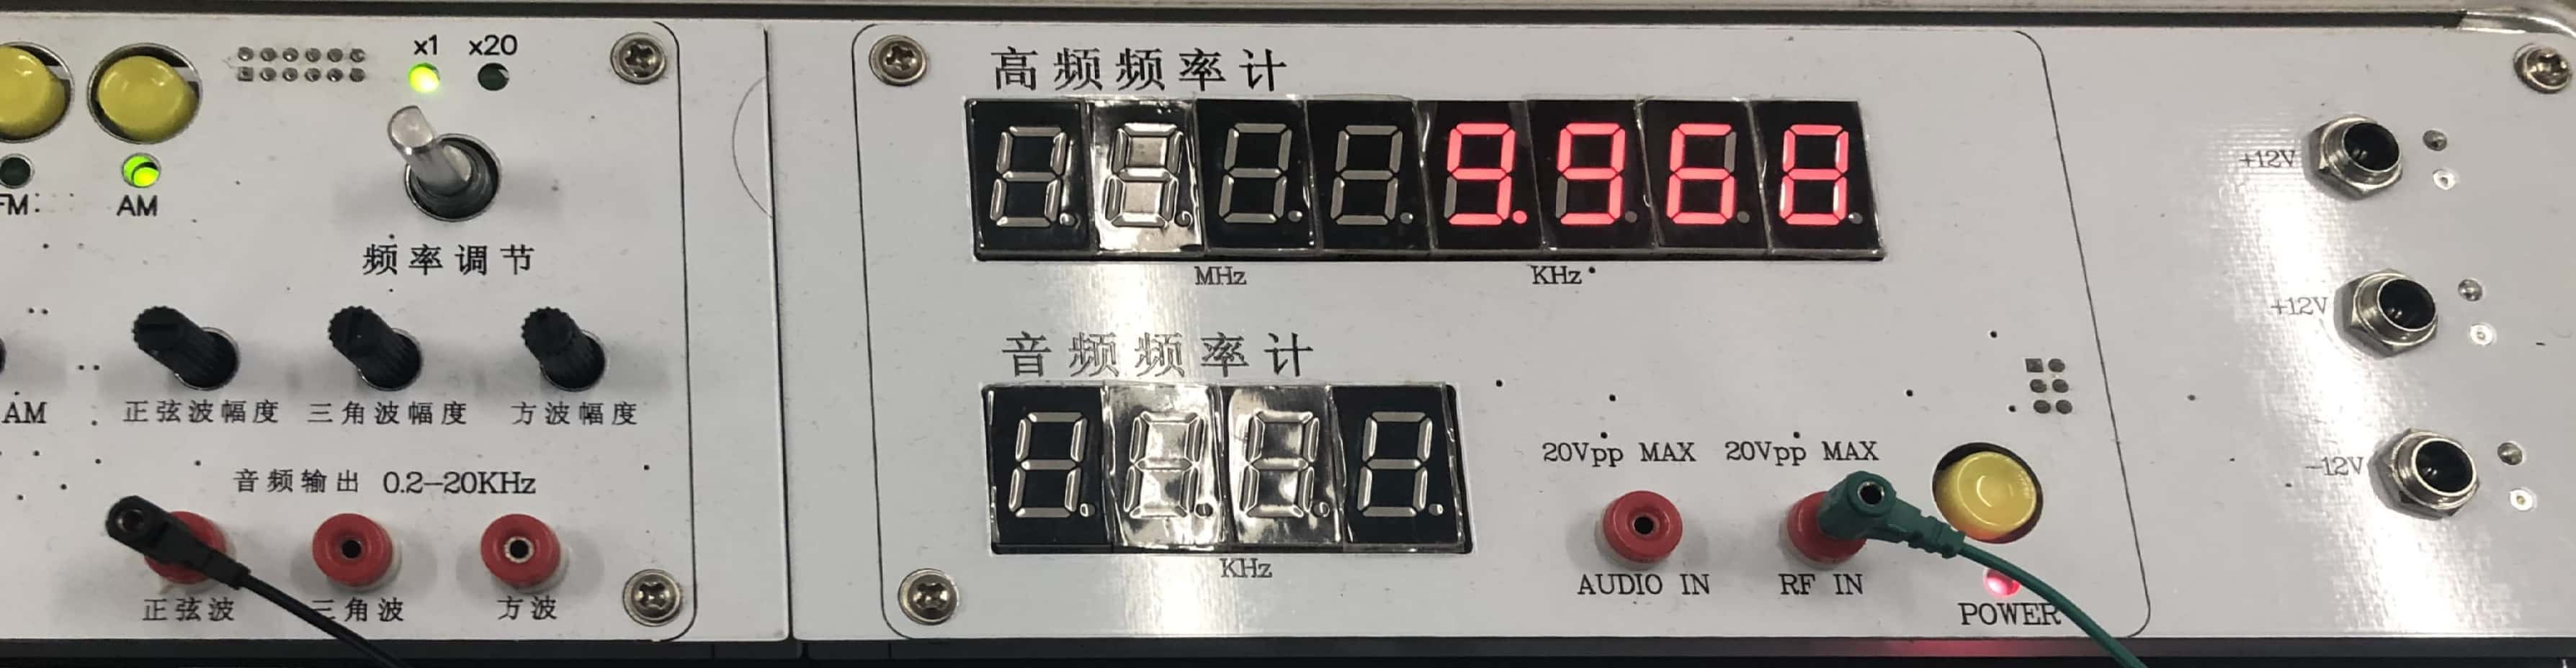 x1 x20
高频频率计
9.968
MHz KHz
FM AM
+12V
频率调节
+12V
音频频率计
AM 正弦波幅度 三角波幅度 方波幅度
20Vpp MAX 20Vpp MAX
-12V
音频输出 0.2-20KHz
KHz
AUDIO IN RF IN
正弦波 三角波 方波
POWER